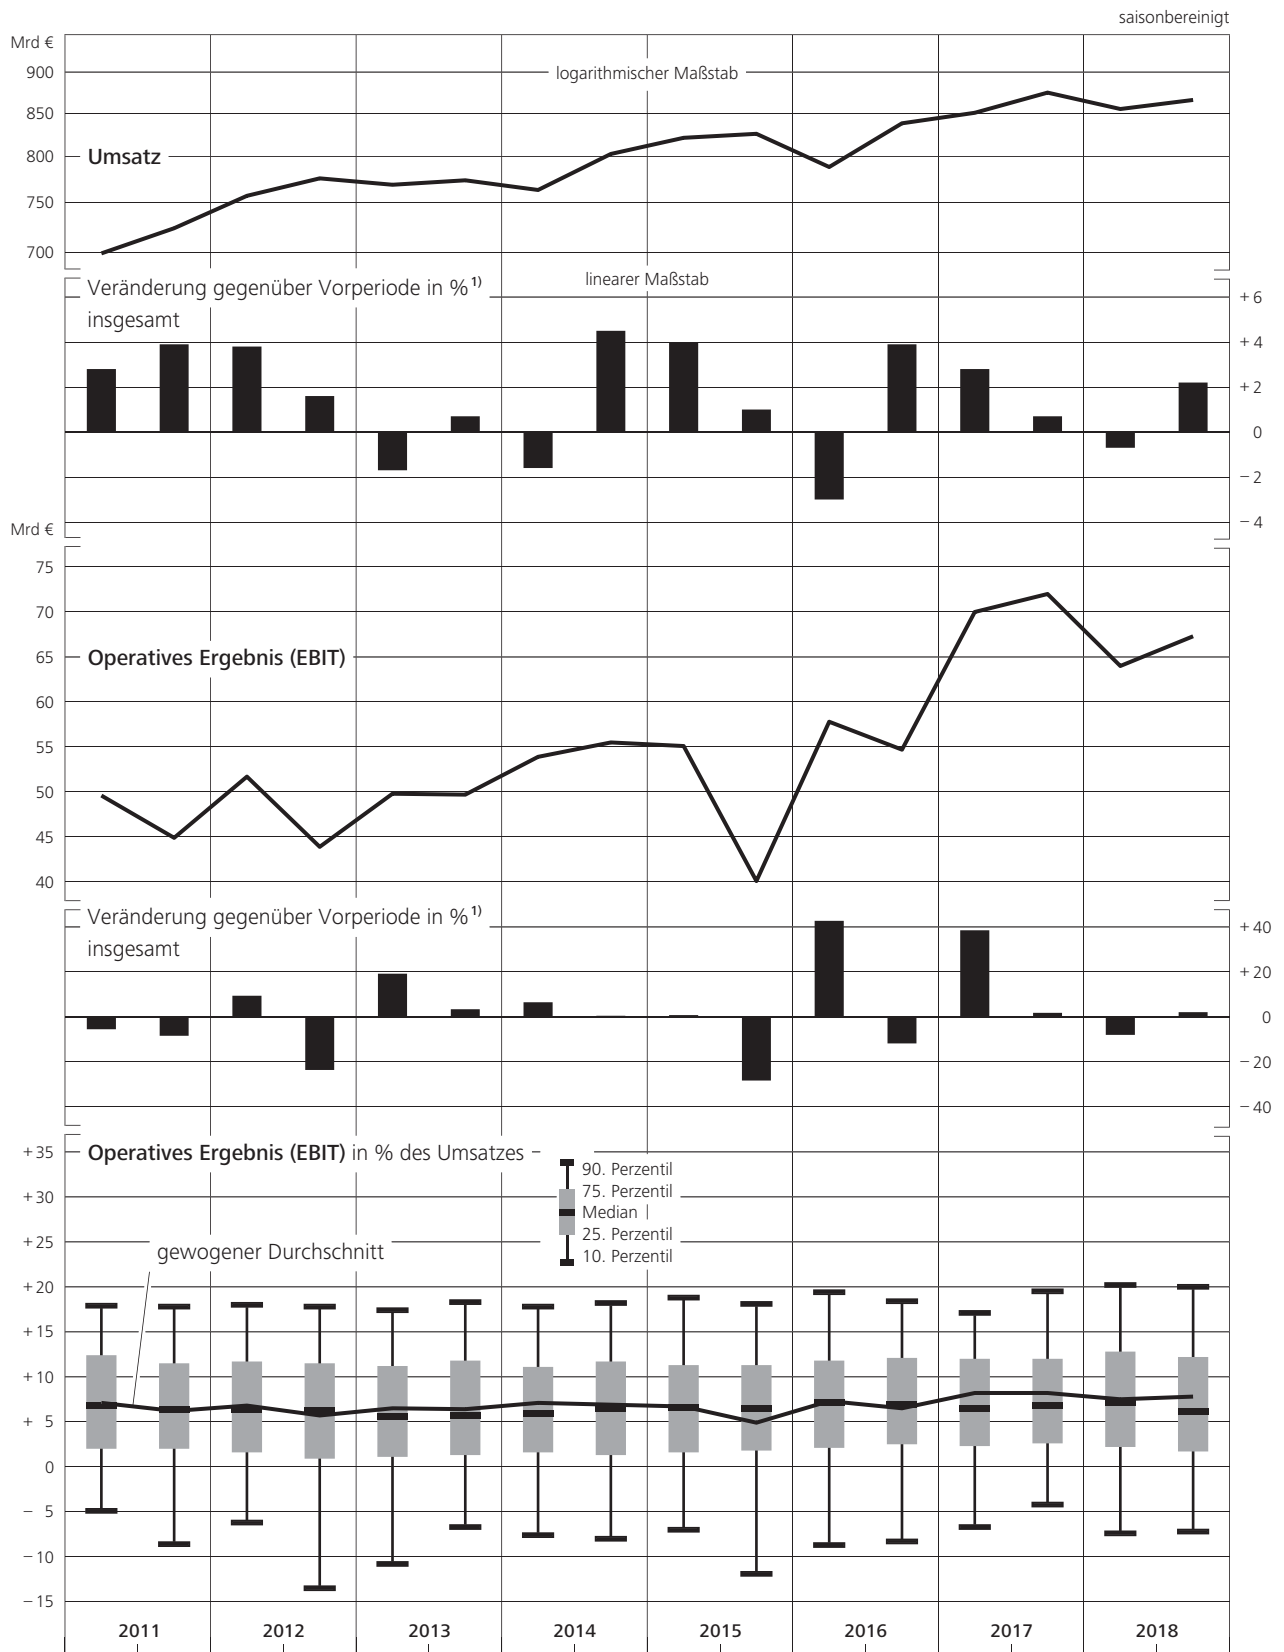 saisonbereinigt
Mrd €
900
logarithmischer Maßstab
850
800
Umsatz
750
700
linearer Maßstab
Veränderung gegenüber Vorperiode in % 1)
insgesamt
+ 6
+ 4
+ 2
0
− 2
− 4
Mrd €
75
70
65
Operatives Ergebnis (EBIT)
60
55
50
45
40
Veränderung gegenüber Vorperiode in % 1)
insgesamt
+ 40
+ 20
0
− 20
− 40
+ 35
Operatives Ergebnis (EBIT) in % des Umsatzes
90. Perzentil
75. Perzentil
Median
25. Perzentil
10. Perzentil
+ 30
+ 25
gewogener Durchschnitt
+ 20
+ 15
+ 10
+ 5
0
− 5
− 10
− 15
2011 2012 2013 2014 2015 2016 2017 2018